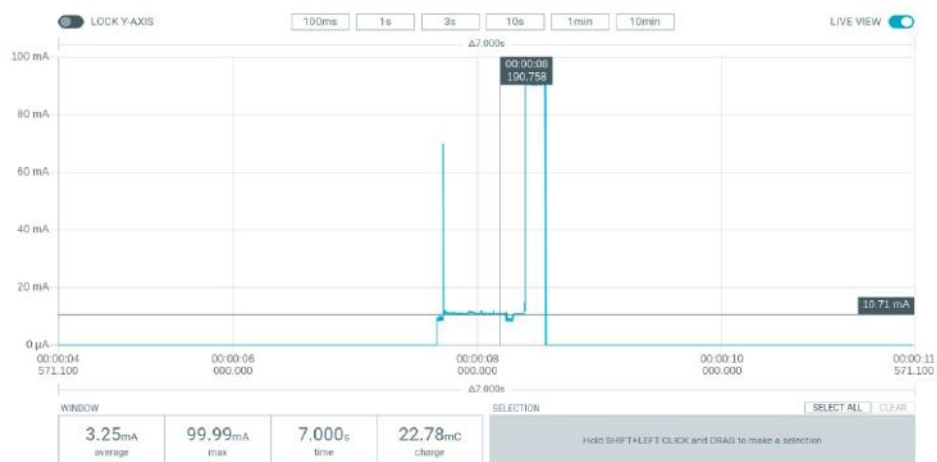 LOCK Y-AXIS 100ms 1s 3s 10s 1min 10min LIVE VIEW
Δ7.000s
100 mA
00:00:08
190.758
80 mA
60 mA
40 mA
20 mA
10.71 mA
0 µA
00:00:04 00:00:06 00:00:08 00:00:10 00:00:11
571.100 000.000 000.000 000.000 571.100
Δ7.000s
WINDOW SELECTION SELECT ALL CLEAR
3.25mA 99.99mA 7.000s 22.78mC
average max time charge
Hold SHIFT+LEFT CLICK and DRAG to make a selection